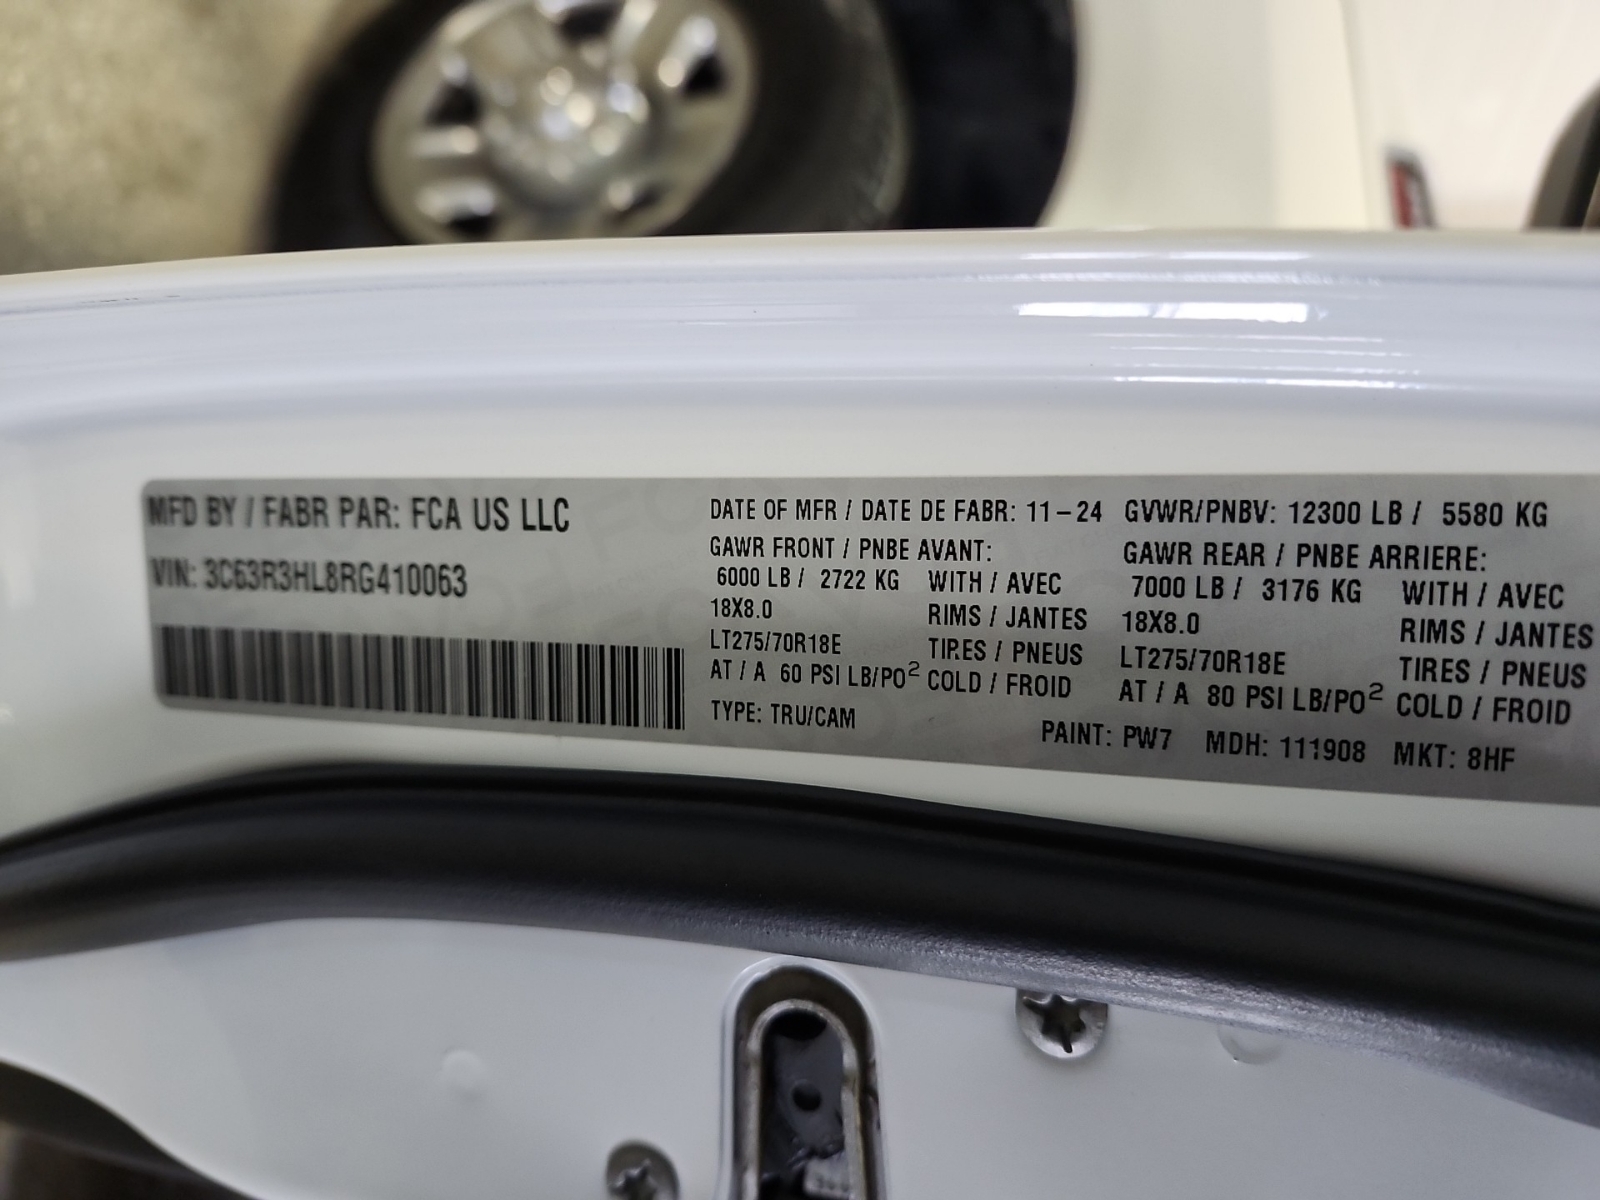 MFD BY / FABR PAR: FCA US LLC
VIN: 3C63R3HL8RG410063
DATE OF MFR / DATE DE FABR: 11-24 GVWR/PNBV: 12300 LB / 5580 KG
GAWR FRONT / PNBE AVANT:
6000 LB / 2722 KG WITH / AVEC
18X8.0 RIMS / JANTES
LT275/70R18E TIRES / PNEUS
AT / A 60 PSI LB/PO² COLD / FROID
GAWR REAR / PNBE ARRIERE:
7000 LB / 3176 KG WITH / AVEC
18X8.0 RIMS / JANTES
LT275/70R18E TIRES / PNEUS
AT / A 80 PSI LB/PO² COLD / FROID
TYPE: TRU/CAM PAINT: PW7 MDH: 111908 MKT: 8HF